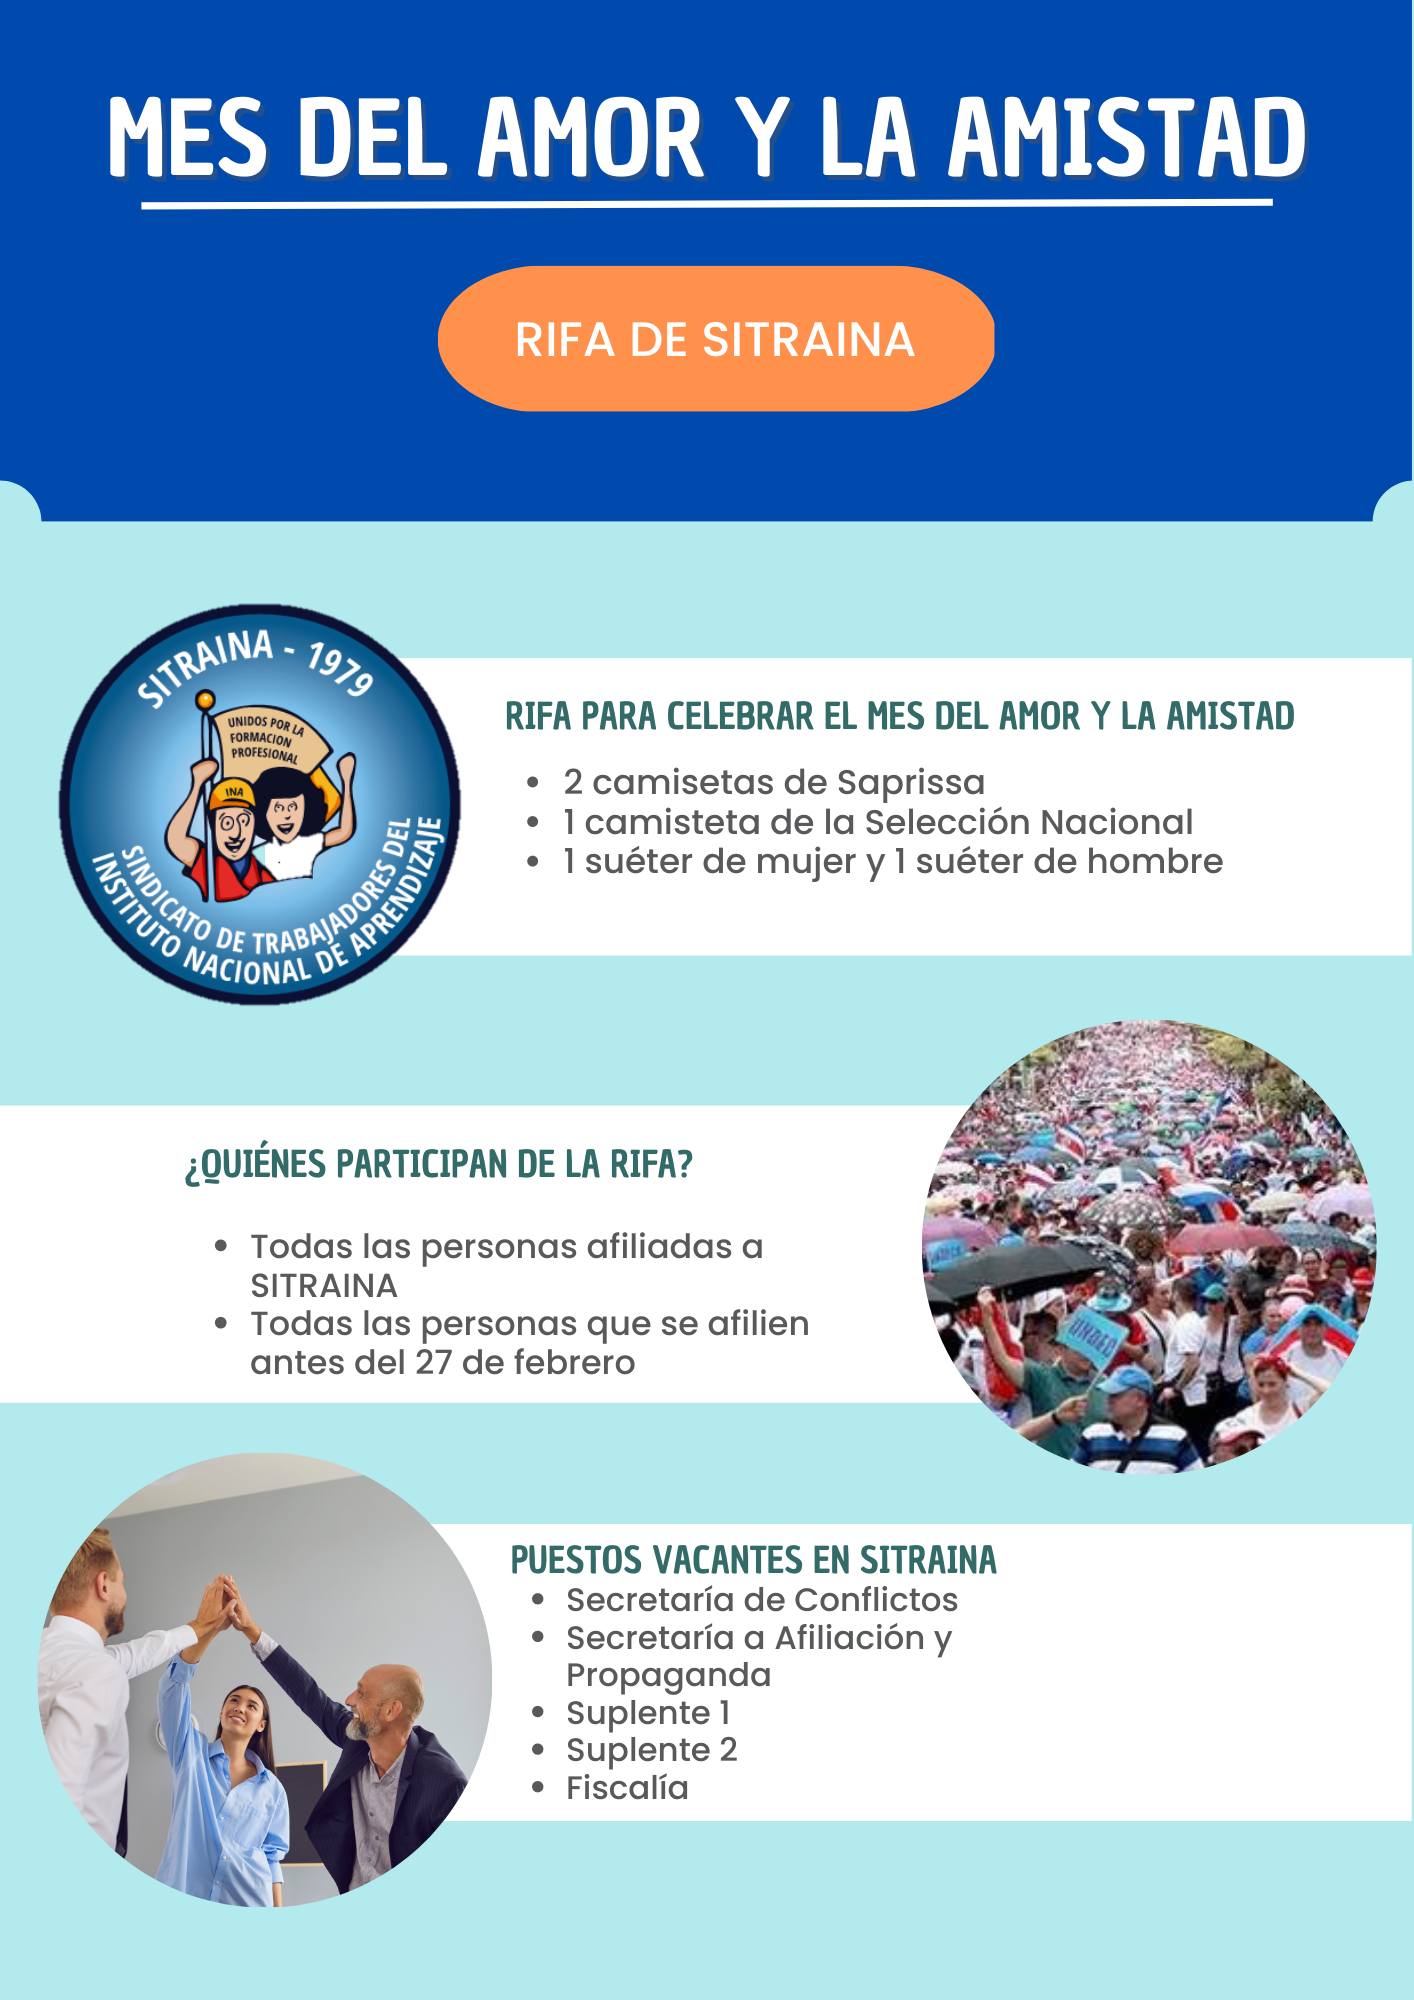 MES DEL AMOR Y LA AMISTAD
RIFA DE SITRAINA
SITRAINA - 1979
UNIDOS POR LA
FORMACION
PROFESIONAL
INA
SINDICATO DE TRABAJADORES DEL
INSTITUTO NACIONAL DE APRENDIZAJE
RIFA PARA CELEBRAR EL MES DEL AMOR Y LA AMISTAD
• 2 camisetas de Saprissa
• 1 camisteta de la Selección Nacional
• 1 suéter de mujer y 1 suéter de hombre
¿QUIÉNES PARTICIPAN DE LA RIFA?
• Todas las personas afiliadas a
SITRAINA
• Todas las personas que se afilien
antes del 27 de febrero
PUESTOS VACANTES EN SITRAINA
• Secretaría de Conflictos
• Secretaría a Afiliación y
Propaganda
• Suplente 1
• Suplente 2
• Fiscalía